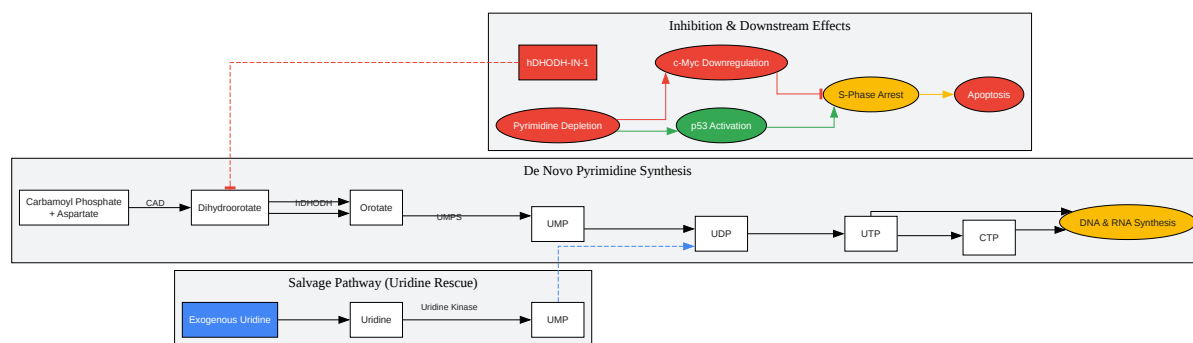 Inhibition & Downstream Effects
hDHODH-IN-1
c-Myc Downregulation
S-Phase Arrest
Apoptosis
Pyrimidine Depletion
p53 Activation
De Novo Pyrimidine Synthesis
Carbamoyl Phosphate
+ Aspartate
CAD
Dihydroorotate
hDHODH
Orotate
UMPS
UMP
UDP
UTP
CTP
DNA & RNA Synthesis
Salvage Pathway (Uridine Rescue)
Exogenous Uridine
Uridine
Uridine Kinase
UMP